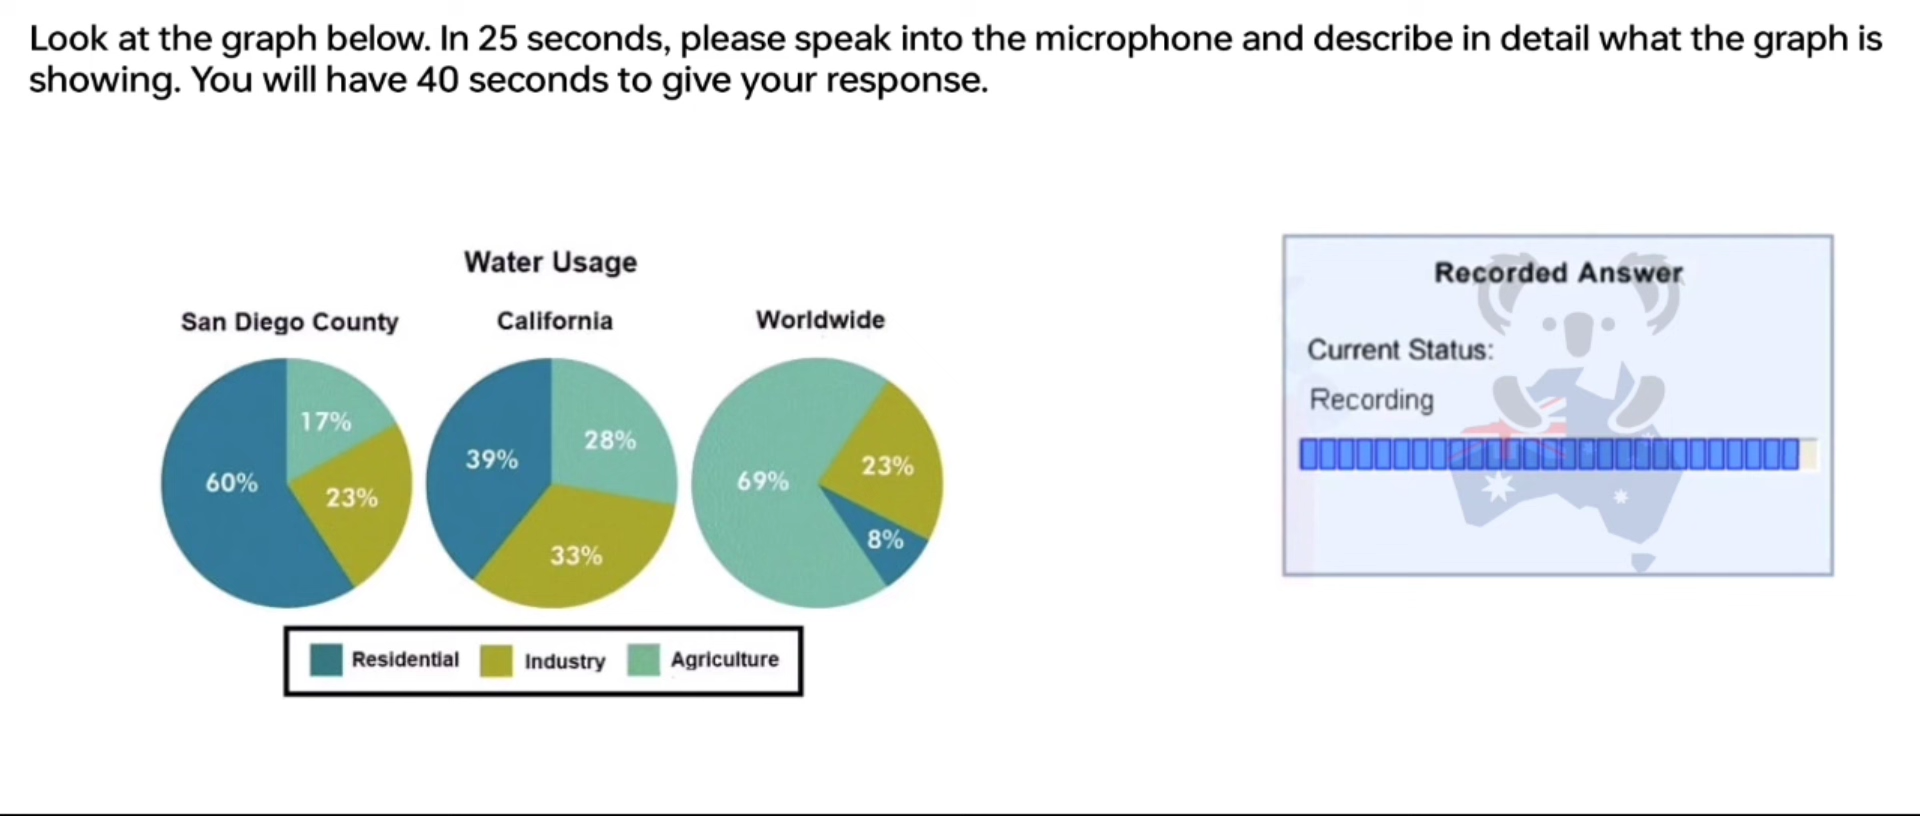 Look at the graph below. In 25 seconds, please speak into the microphone and describe in detail what the graph is
showing. You will have 40 seconds to give your response.
Water Usage
San Diego County
California
Worldwide
17%
60%
23%
39%
28%
33%
69%
23%
8%
Residential
Industry
Agriculture
Recorded Answer
Current Status:
Recording